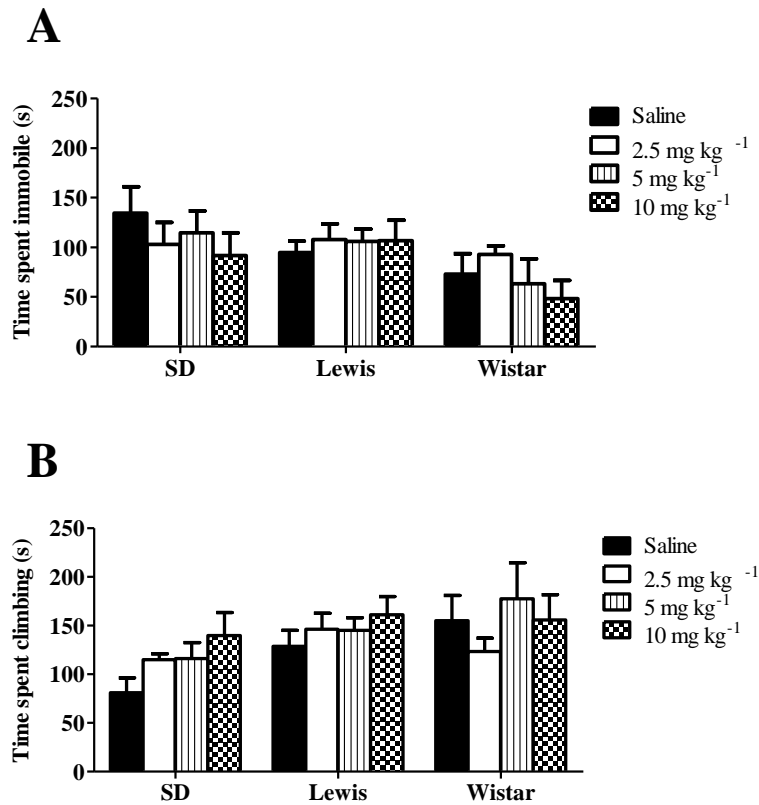 A
Time spent immobile (s)
250
200
150
100
50
0
SD Lewis Wistar
Saline
2.5 mg kg ⁻¹
5 mg kg⁻¹
10 mg kg⁻¹
B
Time spent climbing (s)
250
200
150
100
50
0
SD Lewis Wistar
Saline
2.5 mg kg ⁻¹
5 mg kg⁻¹
10 mg kg⁻¹